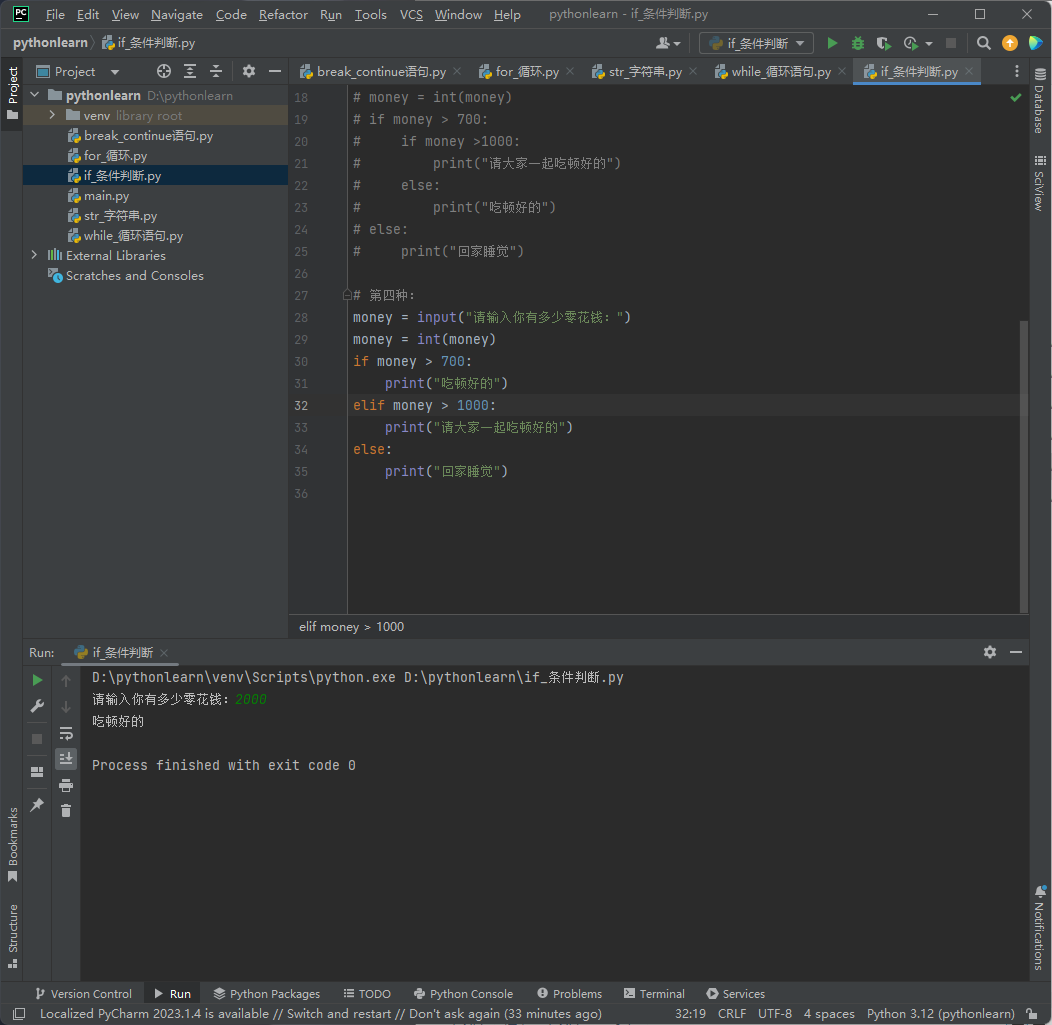 File Edit View Navigate Code Refactor Run Tools VCS Window Help pythonlearn - if_条件判断.py
pythonlearn if_条件判断.py if_条件判断
Project
break_continue语句.py for_循环.py str_字符串.py while_循环语句.py if_条件判断.py
pythonlearn D:\pythonlearn
venv library root
break_continue语句.py
for_循环.py
if_条件判断.py
main.py
str_字符串.py
while_循环语句.py
External Libraries
Scratches and Consoles
18 # money = int(money)
19 # if money > 700:
20 #     if money >1000:
21 #         print("请大家一起吃顿好的")
22 #     else:
23 #         print("吃顿好的")
24 # else:
25 #     print("回家睡觉")
26
27 # 第四种：
28 money = input("请输入你有多少零花钱：")
29 money = int(money)
30 if money > 700:
31     print("吃顿好的")
32 elif money > 1000:
33     print("请大家一起吃顿好的")
34 else:
35     print("回家睡觉")
36
elif money > 1000
Project
Bookmarks
Structure
Database
SciView
Notifications
Run: if_条件判断
D:\pythonlearn\venv\Scripts\python.exe D:\pythonlearn\if_条件判断.py
请输入你有多少零花钱：2000
吃顿好的
Process finished with exit code 0
Version Control Run Python Packages TODO Python Console Problems Terminal Services
Localized PyCharm 2023.1.4 is available // Switch and restart // Don't ask again (33 minutes ago) 32:19 CRLF UTF-8 4 spaces Python 3.12 (pythonlearn)
PC